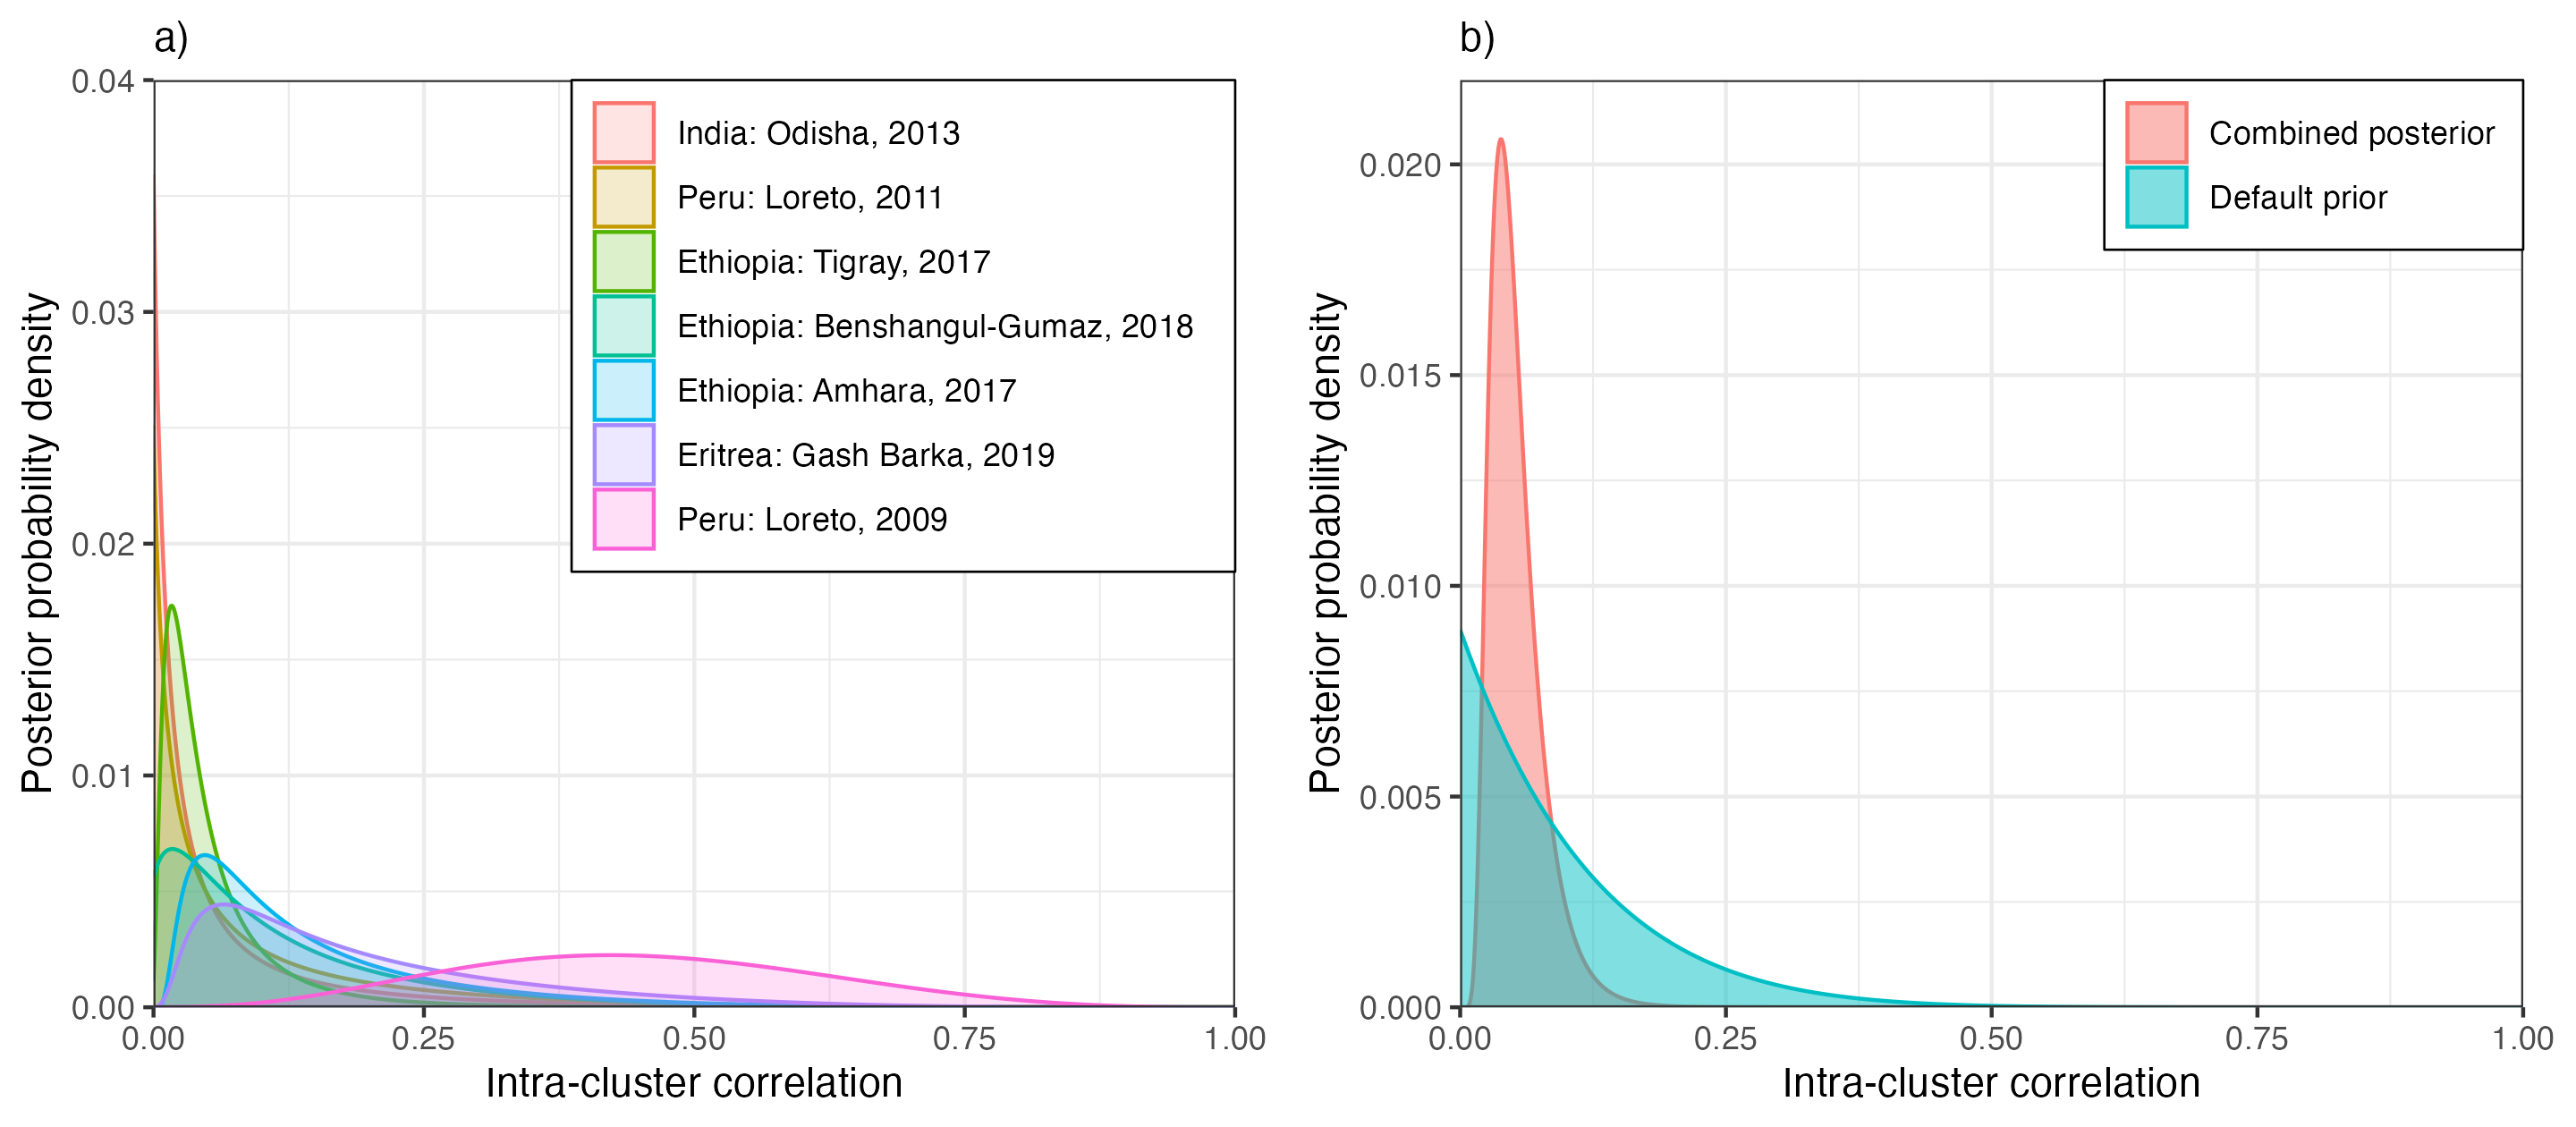 a)
Posterior probability density
0.04
0.03
0.02
0.01
0.00
0.00
0.25
0.50
0.75
1.00
Intra-cluster correlation
India: Odisha, 2013
Peru: Loreto, 2011
Ethiopia: Tigray, 2017
Ethiopia: Benshangul-Gumaz, 2018
Ethiopia: Amhara, 2017
Eritrea: Gash Barka, 2019
Peru: Loreto, 2009
b)
Posterior probability density
0.020
0.015
0.010
0.005
0.000
0.00
0.25
0.50
0.75
1.00
Intra-cluster correlation
Combined posterior
Default prior